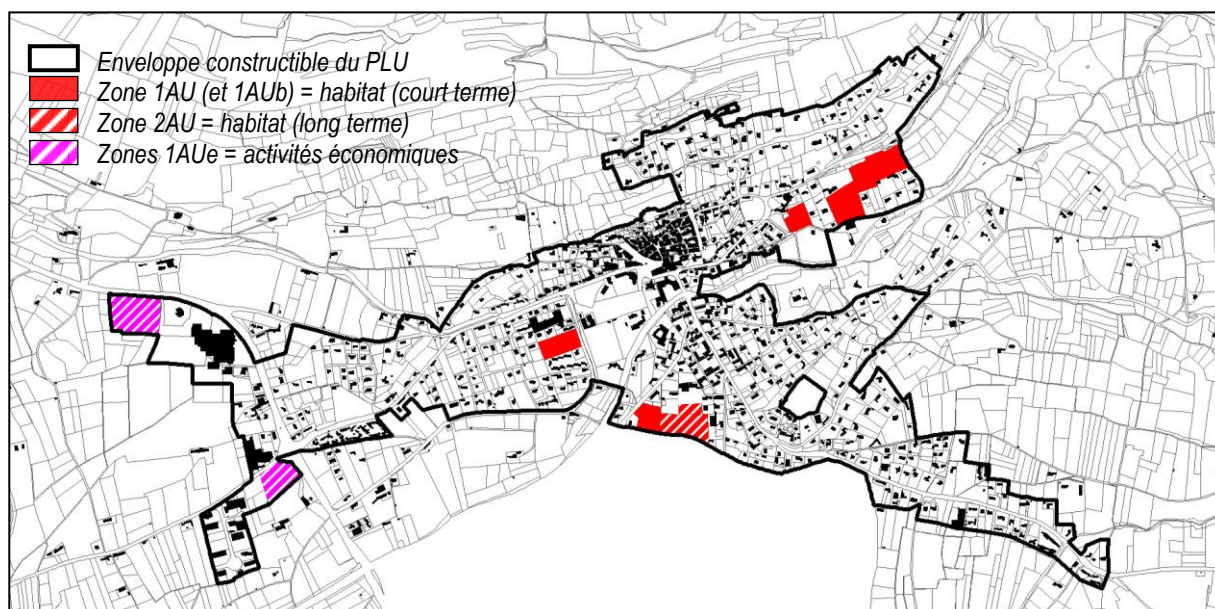 Enveloppe constructible du PLU
Zone 1AU (et 1AUb) = habitat (court terme)
Zone 2AU = habitat (long terme)
Zones 1AUe = activités économiques